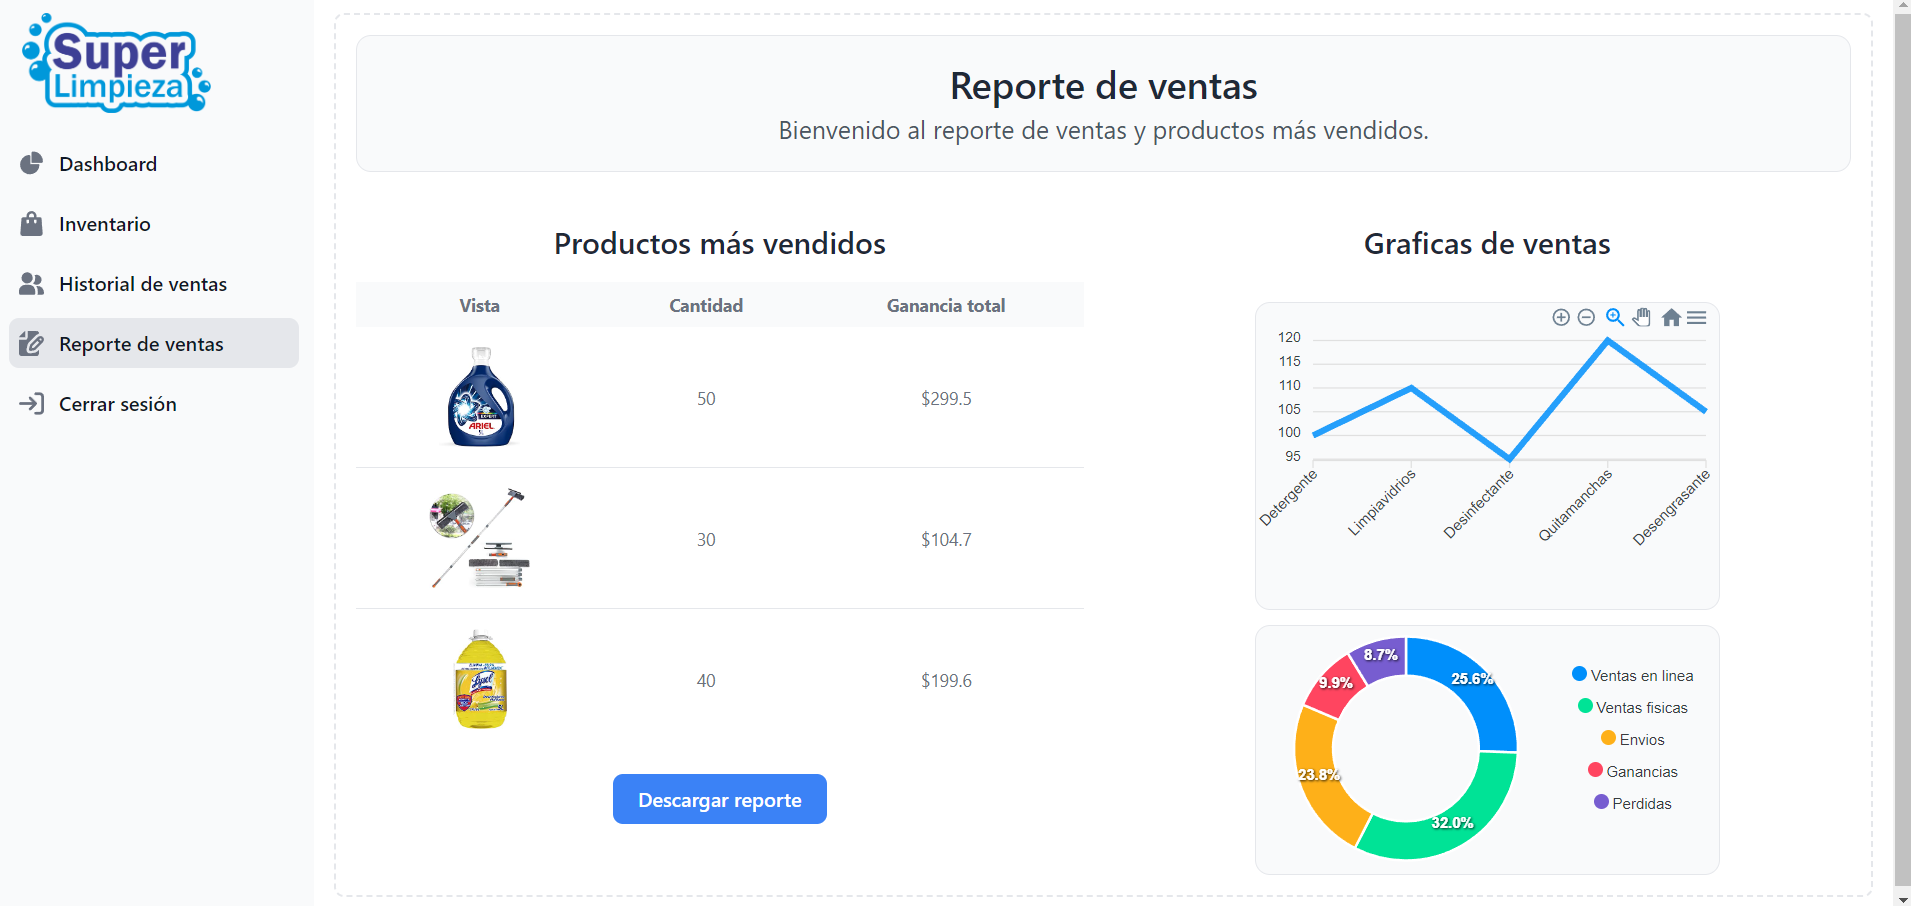 Super
Limpieza
Dashboard
Inventario
Historial de ventas
Reporte de ventas
Cerrar sesión
Reporte de ventas
Bienvenido al reporte de ventas y productos más vendidos.
Productos más vendidos
Vista Cantidad Ganancia total
EXPERT
ARIEL
50 $299.5
30 $104.7
Lysol
40 $199.6
Descargar reporte
Graficas de ventas
120
115
110
105
100
95
Detergente
Limpiavidrios
Desinfectante
Quitamanchas
Desengrasante
8.7%
25.6%
9.9%
23.8%
32.0%
Ventas en linea
Ventas fisicas
Envios
Ganancias
Perdidas